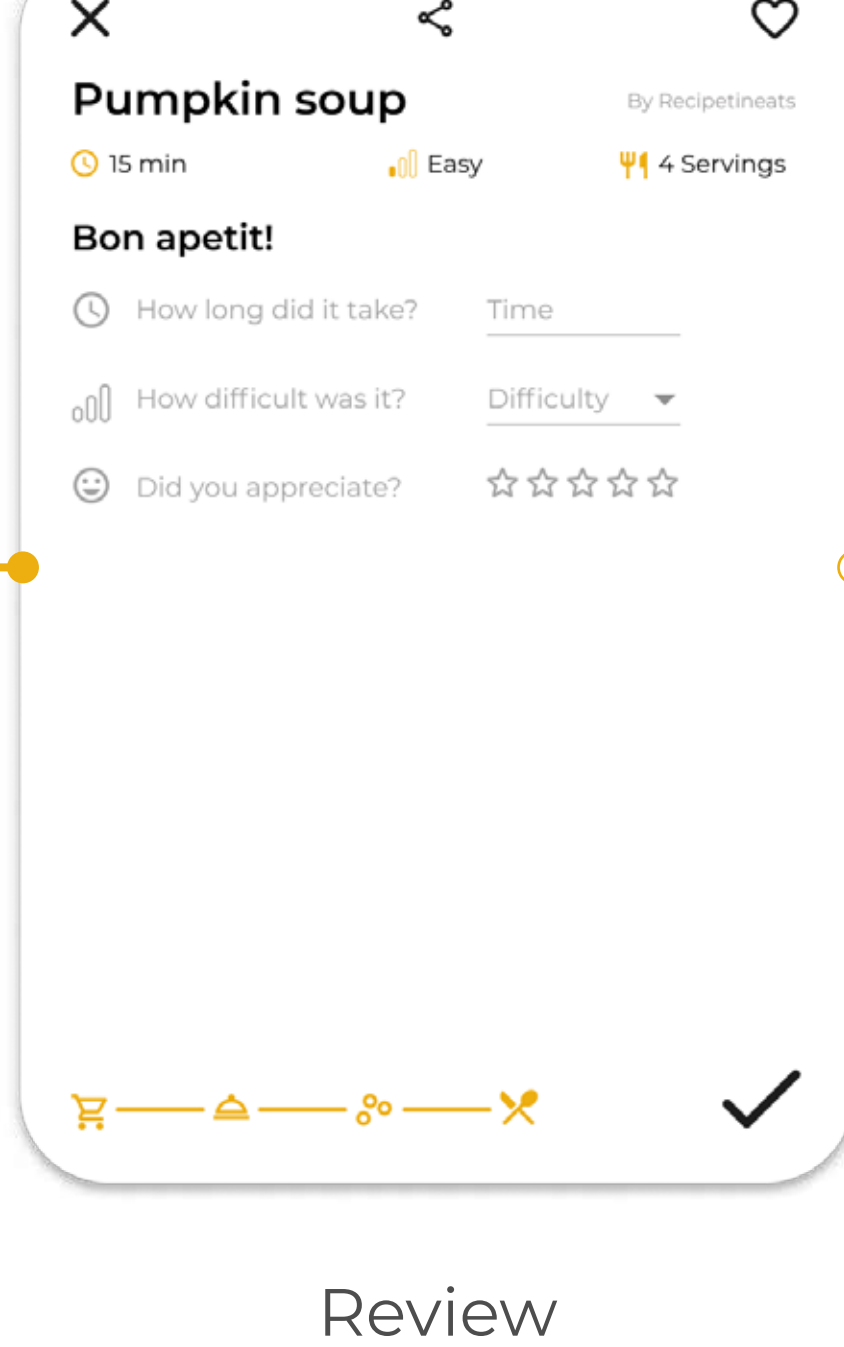 Pumpkin soup By Recipetineats
15 min Easy 4 Servings
Bon apetit!
How long did it take? Time
How difficult was it? Difficulty
Did you appreciate?
Review